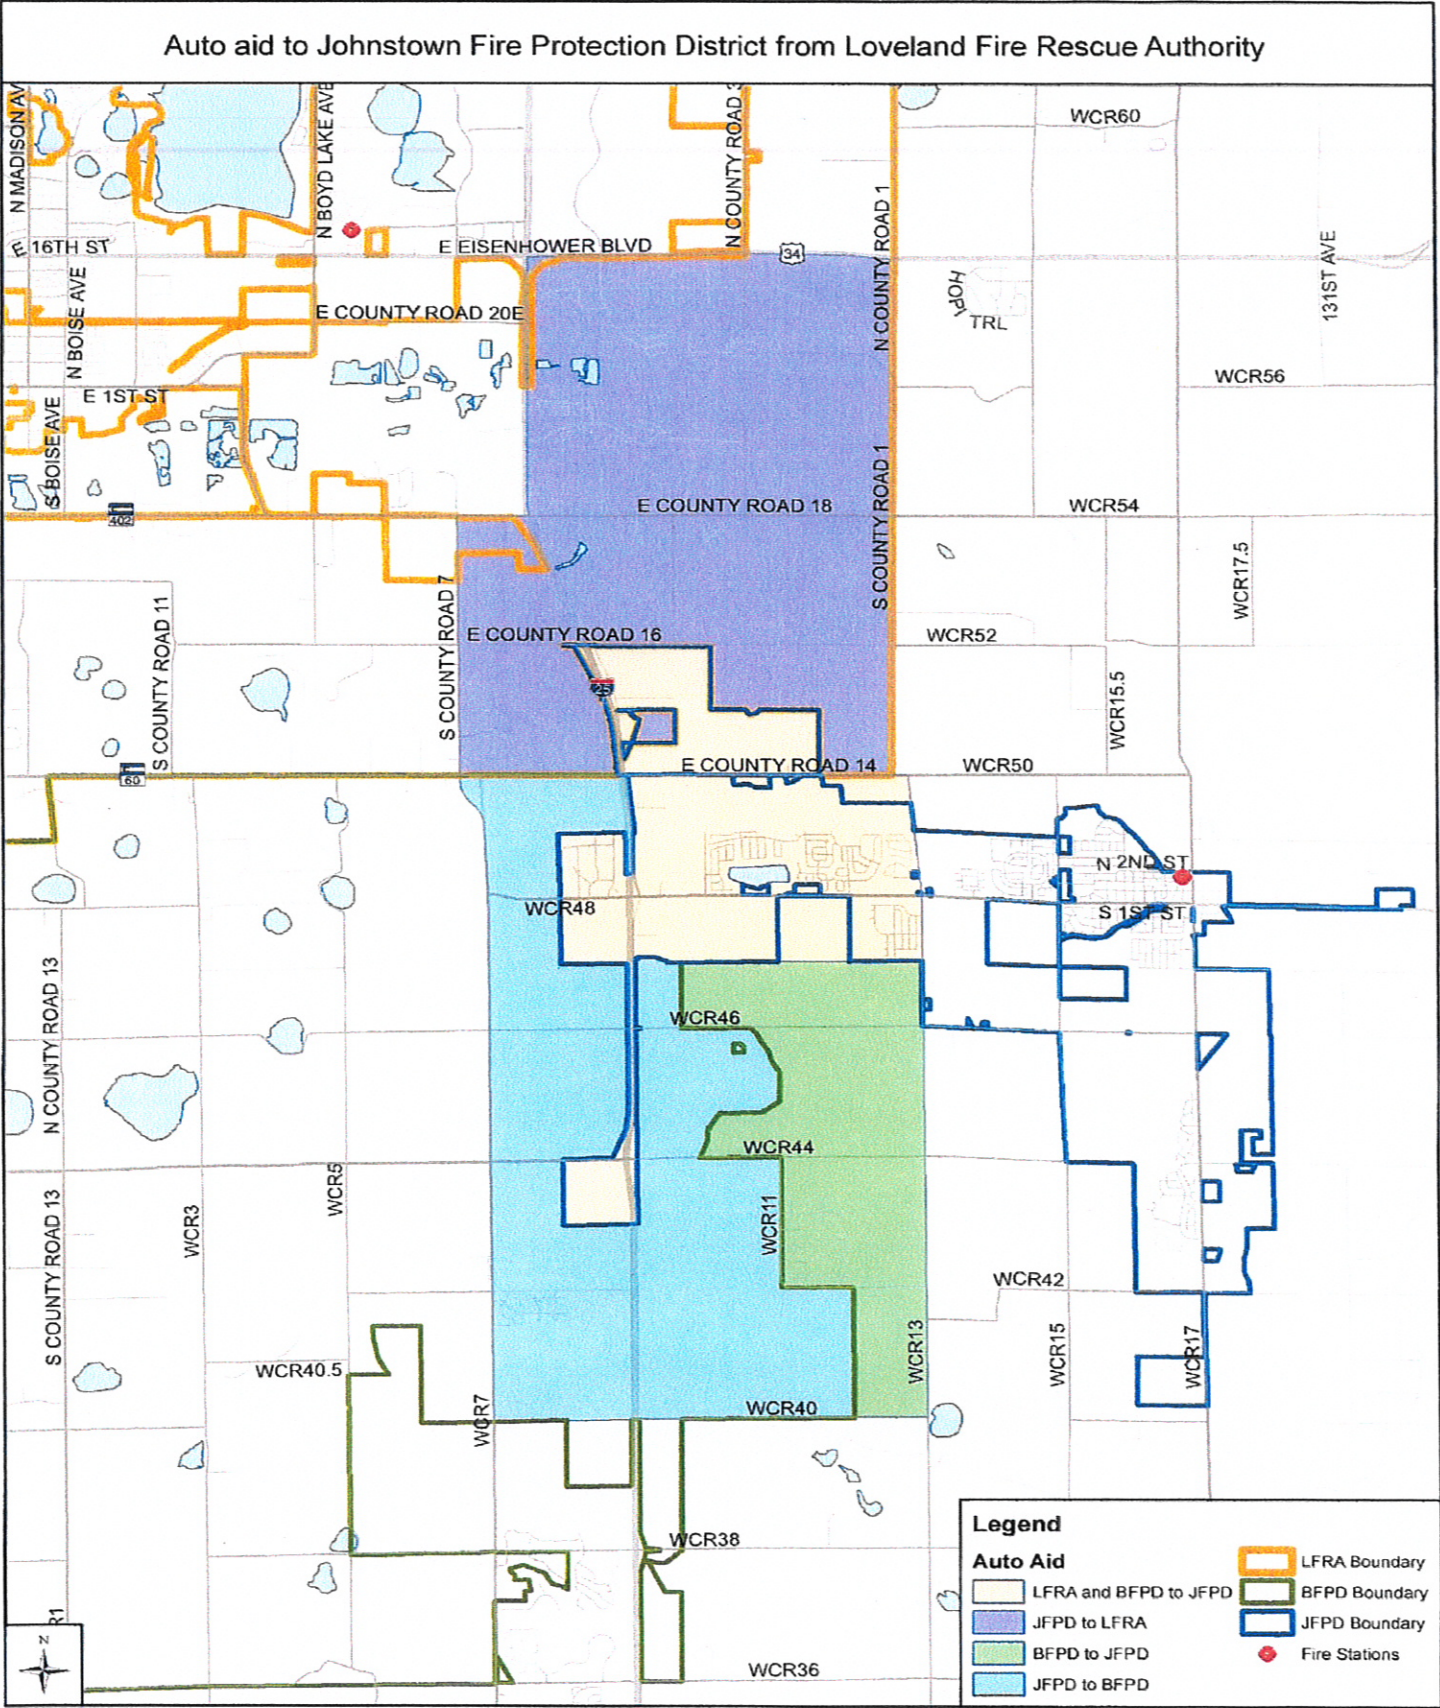 Auto aid to Johnstown Fire Protection District from Loveland Fire Rescue Authority
N MADISON AV
N BOYD LAKE AVE
N COUNTY ROAD 3
WCR60
N COUNTY ROAD 1
E 16TH ST
E EISENHOWER BLVD
34
131ST AVE
N BOISE AVE
E COUNTY ROAD 20E
HOPI
TRL
WCR56
E 1ST ST
S BOISE AVE
S COUNTY ROAD 1
E COUNTY ROAD 18
WCR54
402
WCR17.5
S COUNTY ROAD 11
S COUNTY ROAD 7
E COUNTY ROAD 16
WCR52
25
WCR15.5
60
E COUNTY ROAD 14
WCR50
N 2ND ST
WCR48
S 1ST ST
N COUNTY ROAD 13
WCR46
WCR44
WCR5
WCR3
WCR11
S COUNTY ROAD 13
WCR42
WCR13
WCR15
WCR17
WCR40.5
WCR7
WCR40
WCR38
R1
WCR36
N
Legend
Auto Aid
LFRA and BFPD to JFPD
JFPD to LFRA
BFPD to JFPD
JFPD to BFPD
LFRA Boundary
BFPD Boundary
JFPD Boundary
Fire Stations